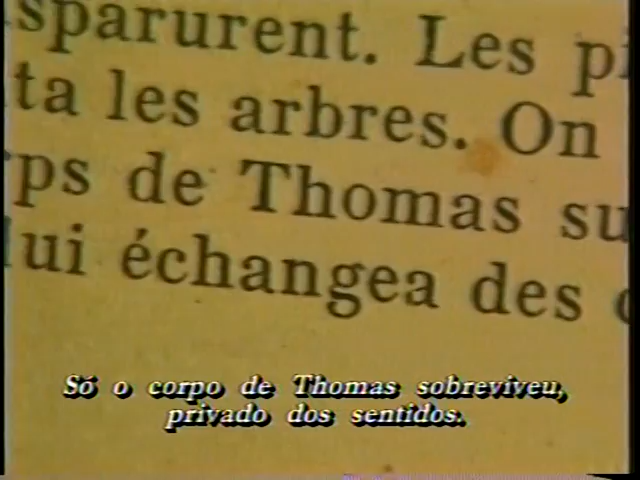 sparurent. Les
ta les arbres. On
ps de Thomas su
lui échangea des
Só o corpo de Thomas sobreviveu,
privado dos sentidos.